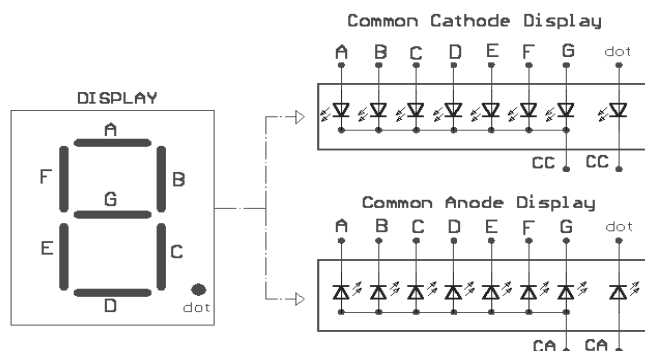 Common Cathode Display
A B C D E F G dot
CC CC
DISPLAY
A
F B
G
E C
D dot
Common Anode Display
A B C D E F G dot
CA CA